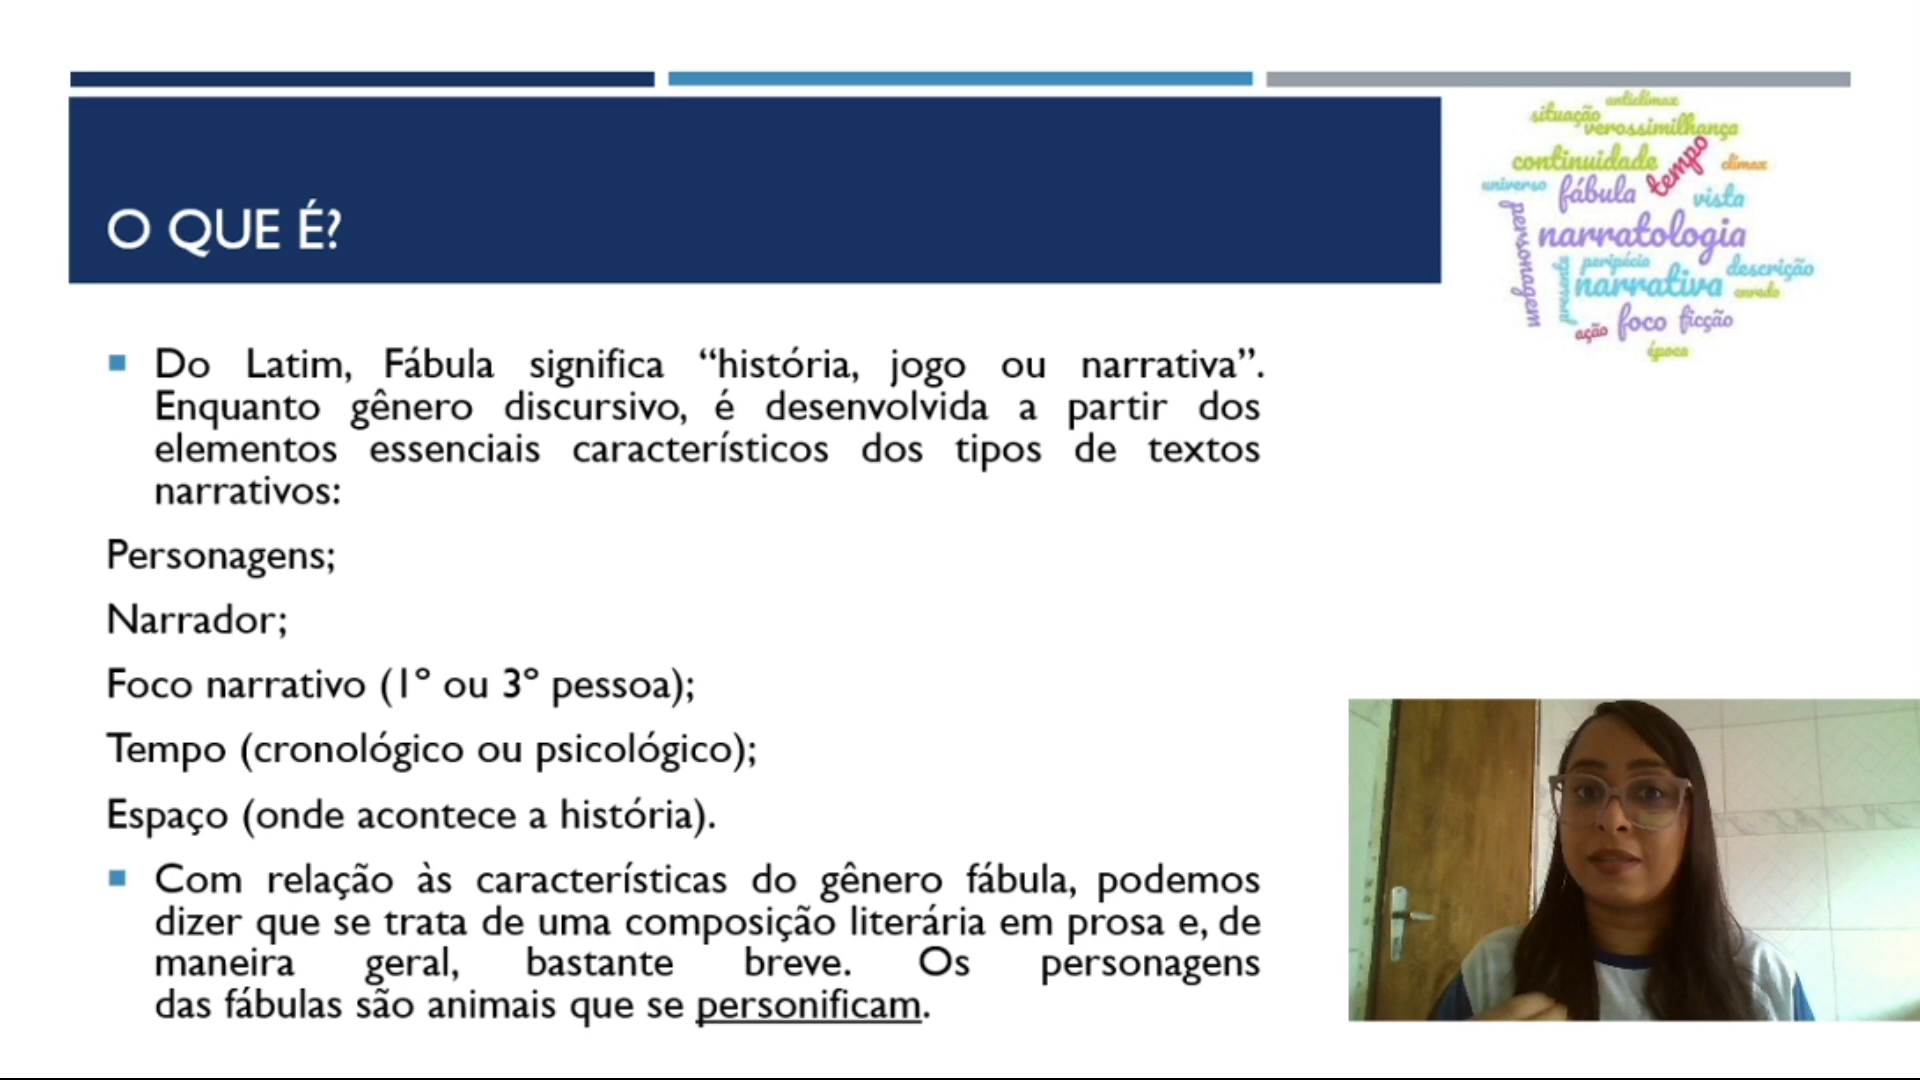 O QUE É?
anticlímax
situação
verossimilhança
continuidade
tempo
clímax
universo
fábula
vista
personagem
narratologia
peripécia
descrição
presente
narrativa
enredo
ação
foco
ficção
época
Do Latim, Fábula significa “história, jogo ou narrativa”.
Enquanto gênero discursivo, é desenvolvida a partir dos
elementos essenciais característicos dos tipos de textos
narrativos:
Personagens;
Narrador;
Foco narrativo (1º ou 3º pessoa);
Tempo (cronológico ou psicológico);
Espaço (onde acontece a história).
Com relação às características do gênero fábula, podemos
dizer que se trata de uma composição literária em prosa e, de
maneira geral, bastante breve. Os personagens
das fábulas são animais que se personificam.